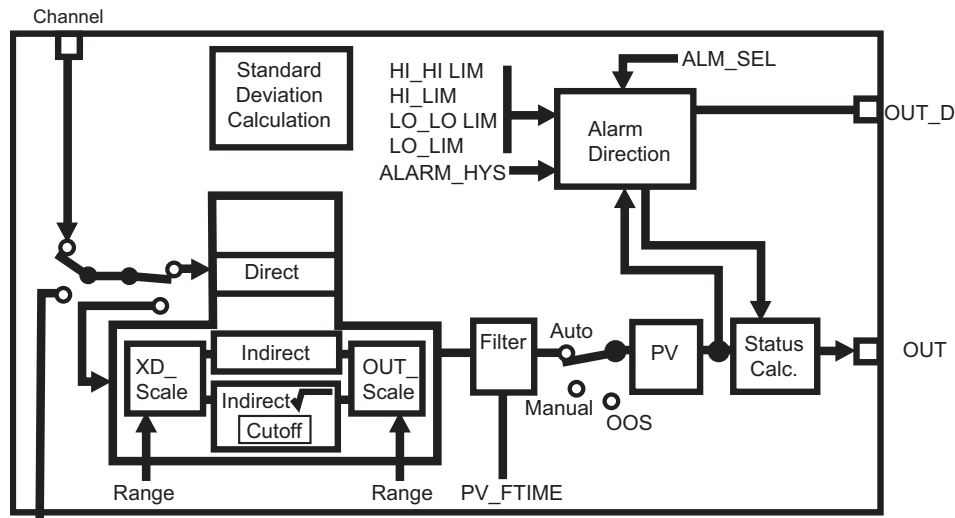 Channel
Standard
Deviation
Calculation
HI_HI LIM
HI_LIM
LO_LO LIM
LO_LIM
ALARM_HYS
ALM_SEL
Alarm
Direction
OUT_D
Direct
Indirect
XD_
Scale
Indirect√
Cutoff
OUT_
Scale
Range
Range
Filter
PV_FTIME
Auto
Manual
OOS
PV
Status
Calc.
OUT